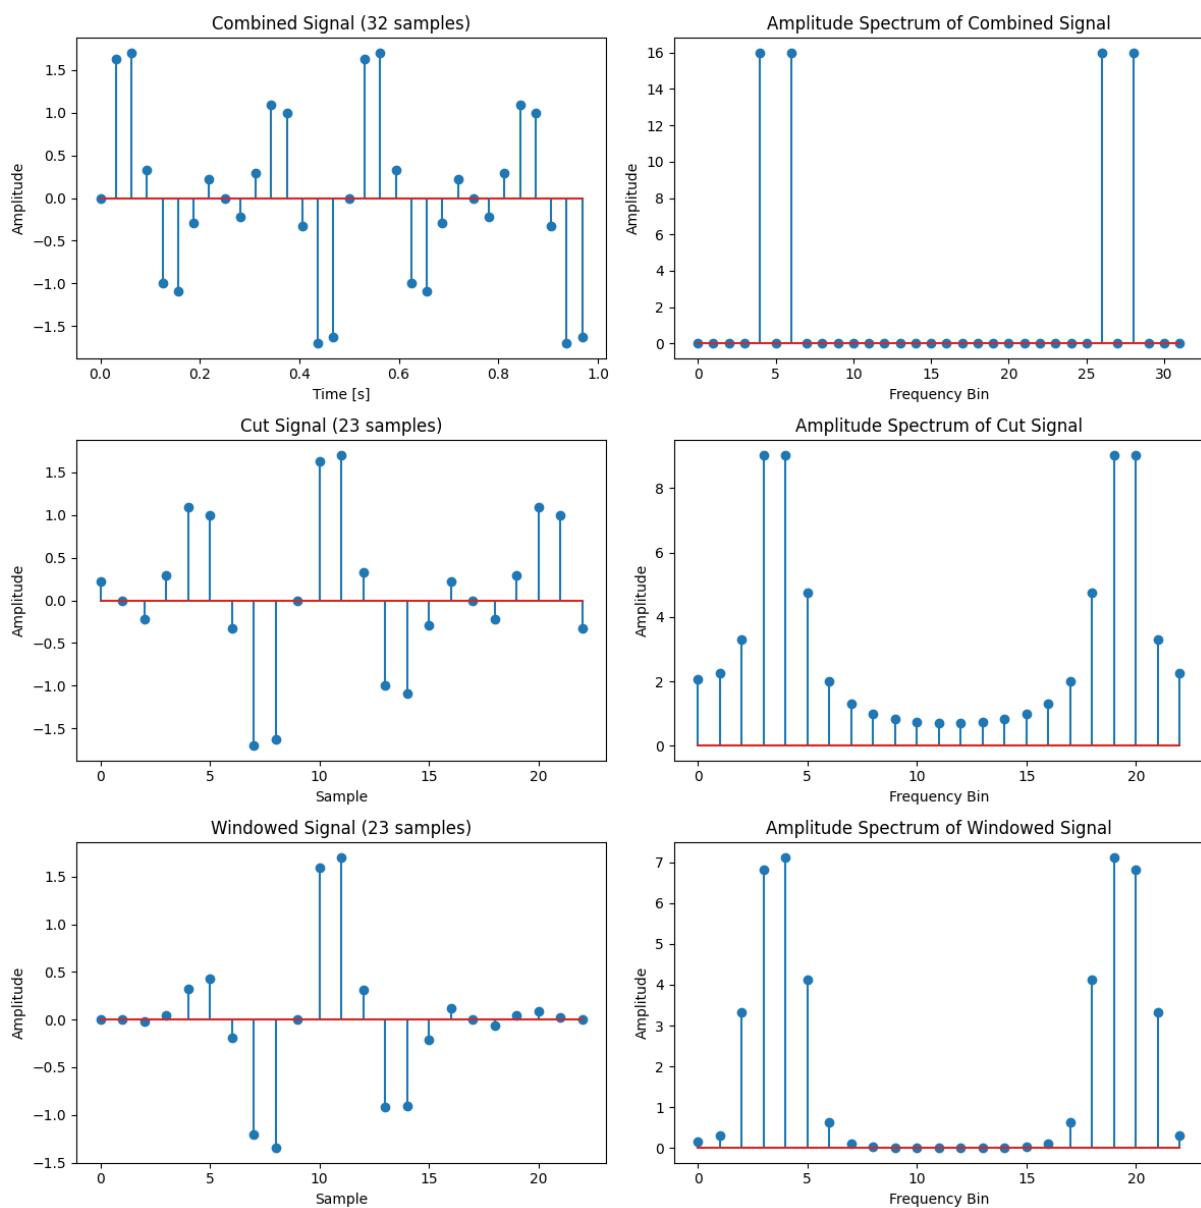 Combined Signal (32 samples)
Amplitude
1.5
1.0
0.5
0.0
−0.5
−1.0
−1.5
0.0 0.2 0.4 0.6 0.8 1.0
Time [s]
Amplitude Spectrum of Combined Signal
Amplitude
16
14
12
10
8
6
4
2
0
0 5 10 15 20 25 30
Frequency Bin
Cut Signal (23 samples)
Amplitude
1.5
1.0
0.5
0.0
−0.5
−1.0
−1.5
0 5 10 15 20
Sample
Amplitude Spectrum of Cut Signal
Amplitude
8
6
4
2
0
0 5 10 15 20
Frequency Bin
Windowed Signal (23 samples)
Amplitude
1.5
1.0
0.5
0.0
−0.5
−1.0
−1.5
0 5 10 15 20
Sample
Amplitude Spectrum of Windowed Signal
Amplitude
7
6
5
4
3
2
1
0
0 5 10 15 20
Frequency Bin